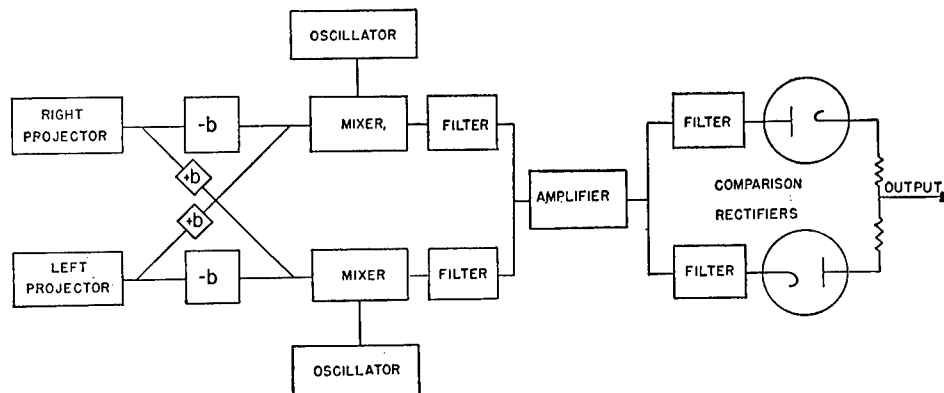 OSCILLATOR
RIGHT
PROJECTOR
-b
MIXER,
FILTER
+b
+b
LEFT
PROJECTOR
-b
MIXER
FILTER
OSCILLATOR
AMPLIFIER
FILTER
COMPARISON
RECTIFIERS
OUTPUT
FILTER